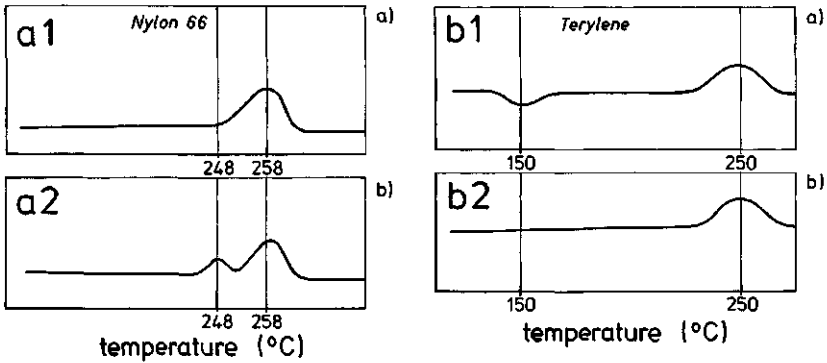 a1 Nylon 66 a)
248 258
a2 b)
248 258
temperature (°C)
b1 Terylene a)
150 250
b2 b)
150 250
temperature (°C)